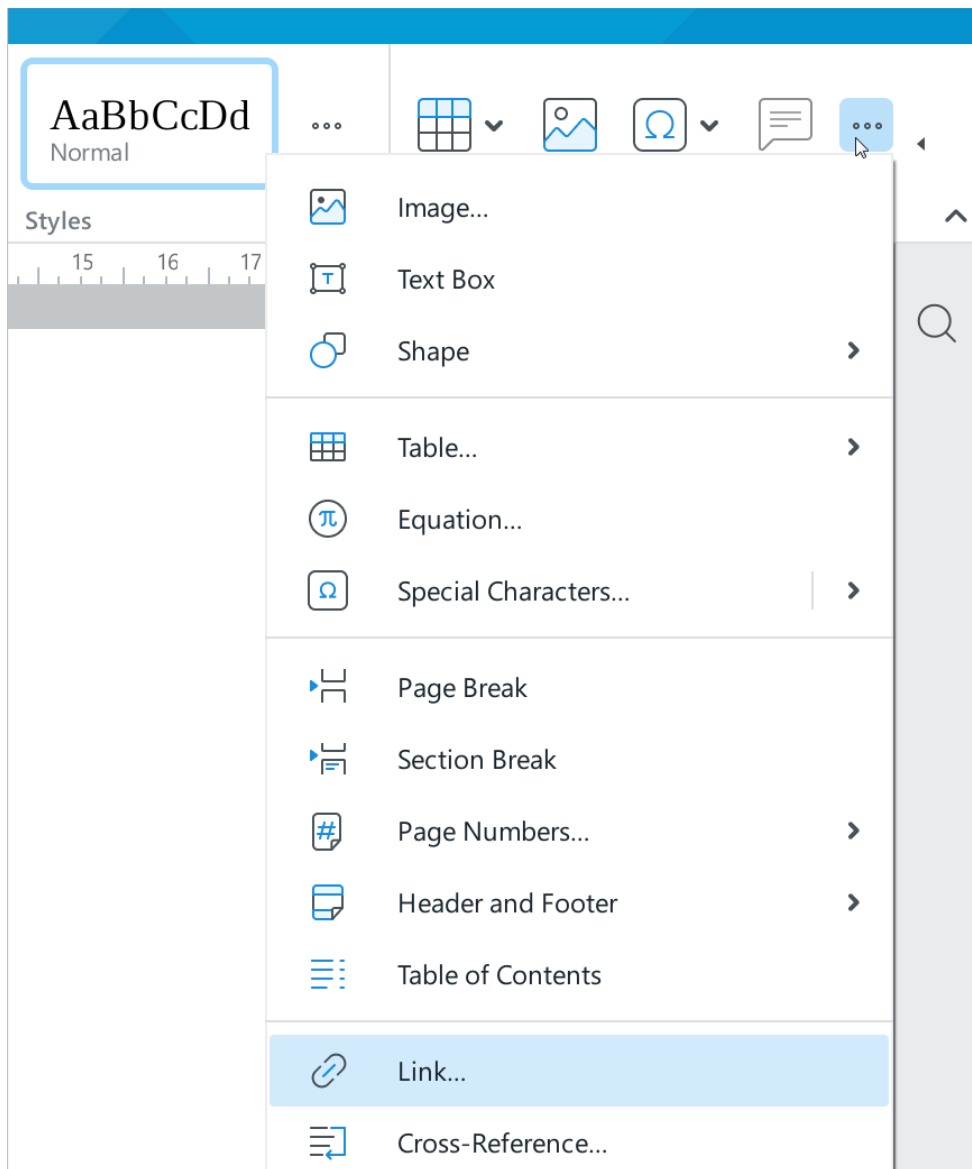 AaBbCcDd
Normal
Styles
15 16 17
Image...
Text Box
Shape
Table...
Equation...
Special Characters...
Page Break
Section Break
Page Numbers...
Header and Footer
Table of Contents
Link...
Cross-Reference...